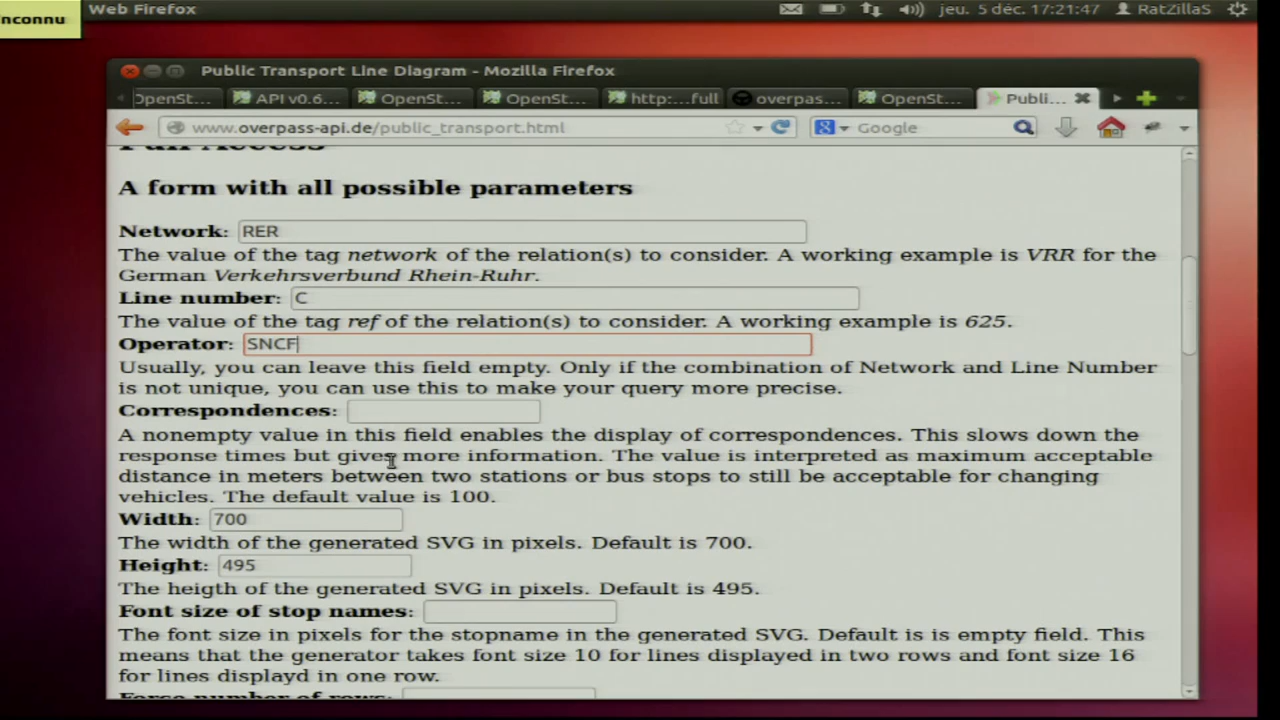 nconnu
Web Firefox
jeu. 5 déc. 17:21:47
RatZillaS
Public Transport Line Diagram - Mozilla Firefox
OpenSt...
API v0.6...
OpenSt...
OpenSt...
http:...full
overpas...
OpenSt...
Publi...
www.overpass-api.de/public_transport.html
Google
Full Access
A form with all possible parameters
Network: RER
The value of the tag network of the relation(s) to consider. A working example is VRR for the
German Verkehrsverbund Rhein-Ruhr.
Line number: C
The value of the tag ref of the relation(s) to consider. A working example is 625.
Operator: SNCF
Usually, you can leave this field empty. Only if the combination of Network and Line Number
is not unique, you can use this to make your query more precise.
Correspondences:
A nonempty value in this field enables the display of correspondences. This slows down the
response times but gives more information. The value is interpreted as maximum acceptable
distance in meters between two stations or bus stops to still be acceptable for changing
vehicles. The default value is 100.
Width: 700
The width of the generated SVG in pixels. Default is 700.
Height: 495
The heigth of the generated SVG in pixels. Default is 495.
Font size of stop names:
The font size in pixels for the stopname in the generated SVG. Default is is empty field. This
means that the generator takes font size 10 for lines displayed in two rows and font size 16
for lines displayd in one row.
Force number of rows: